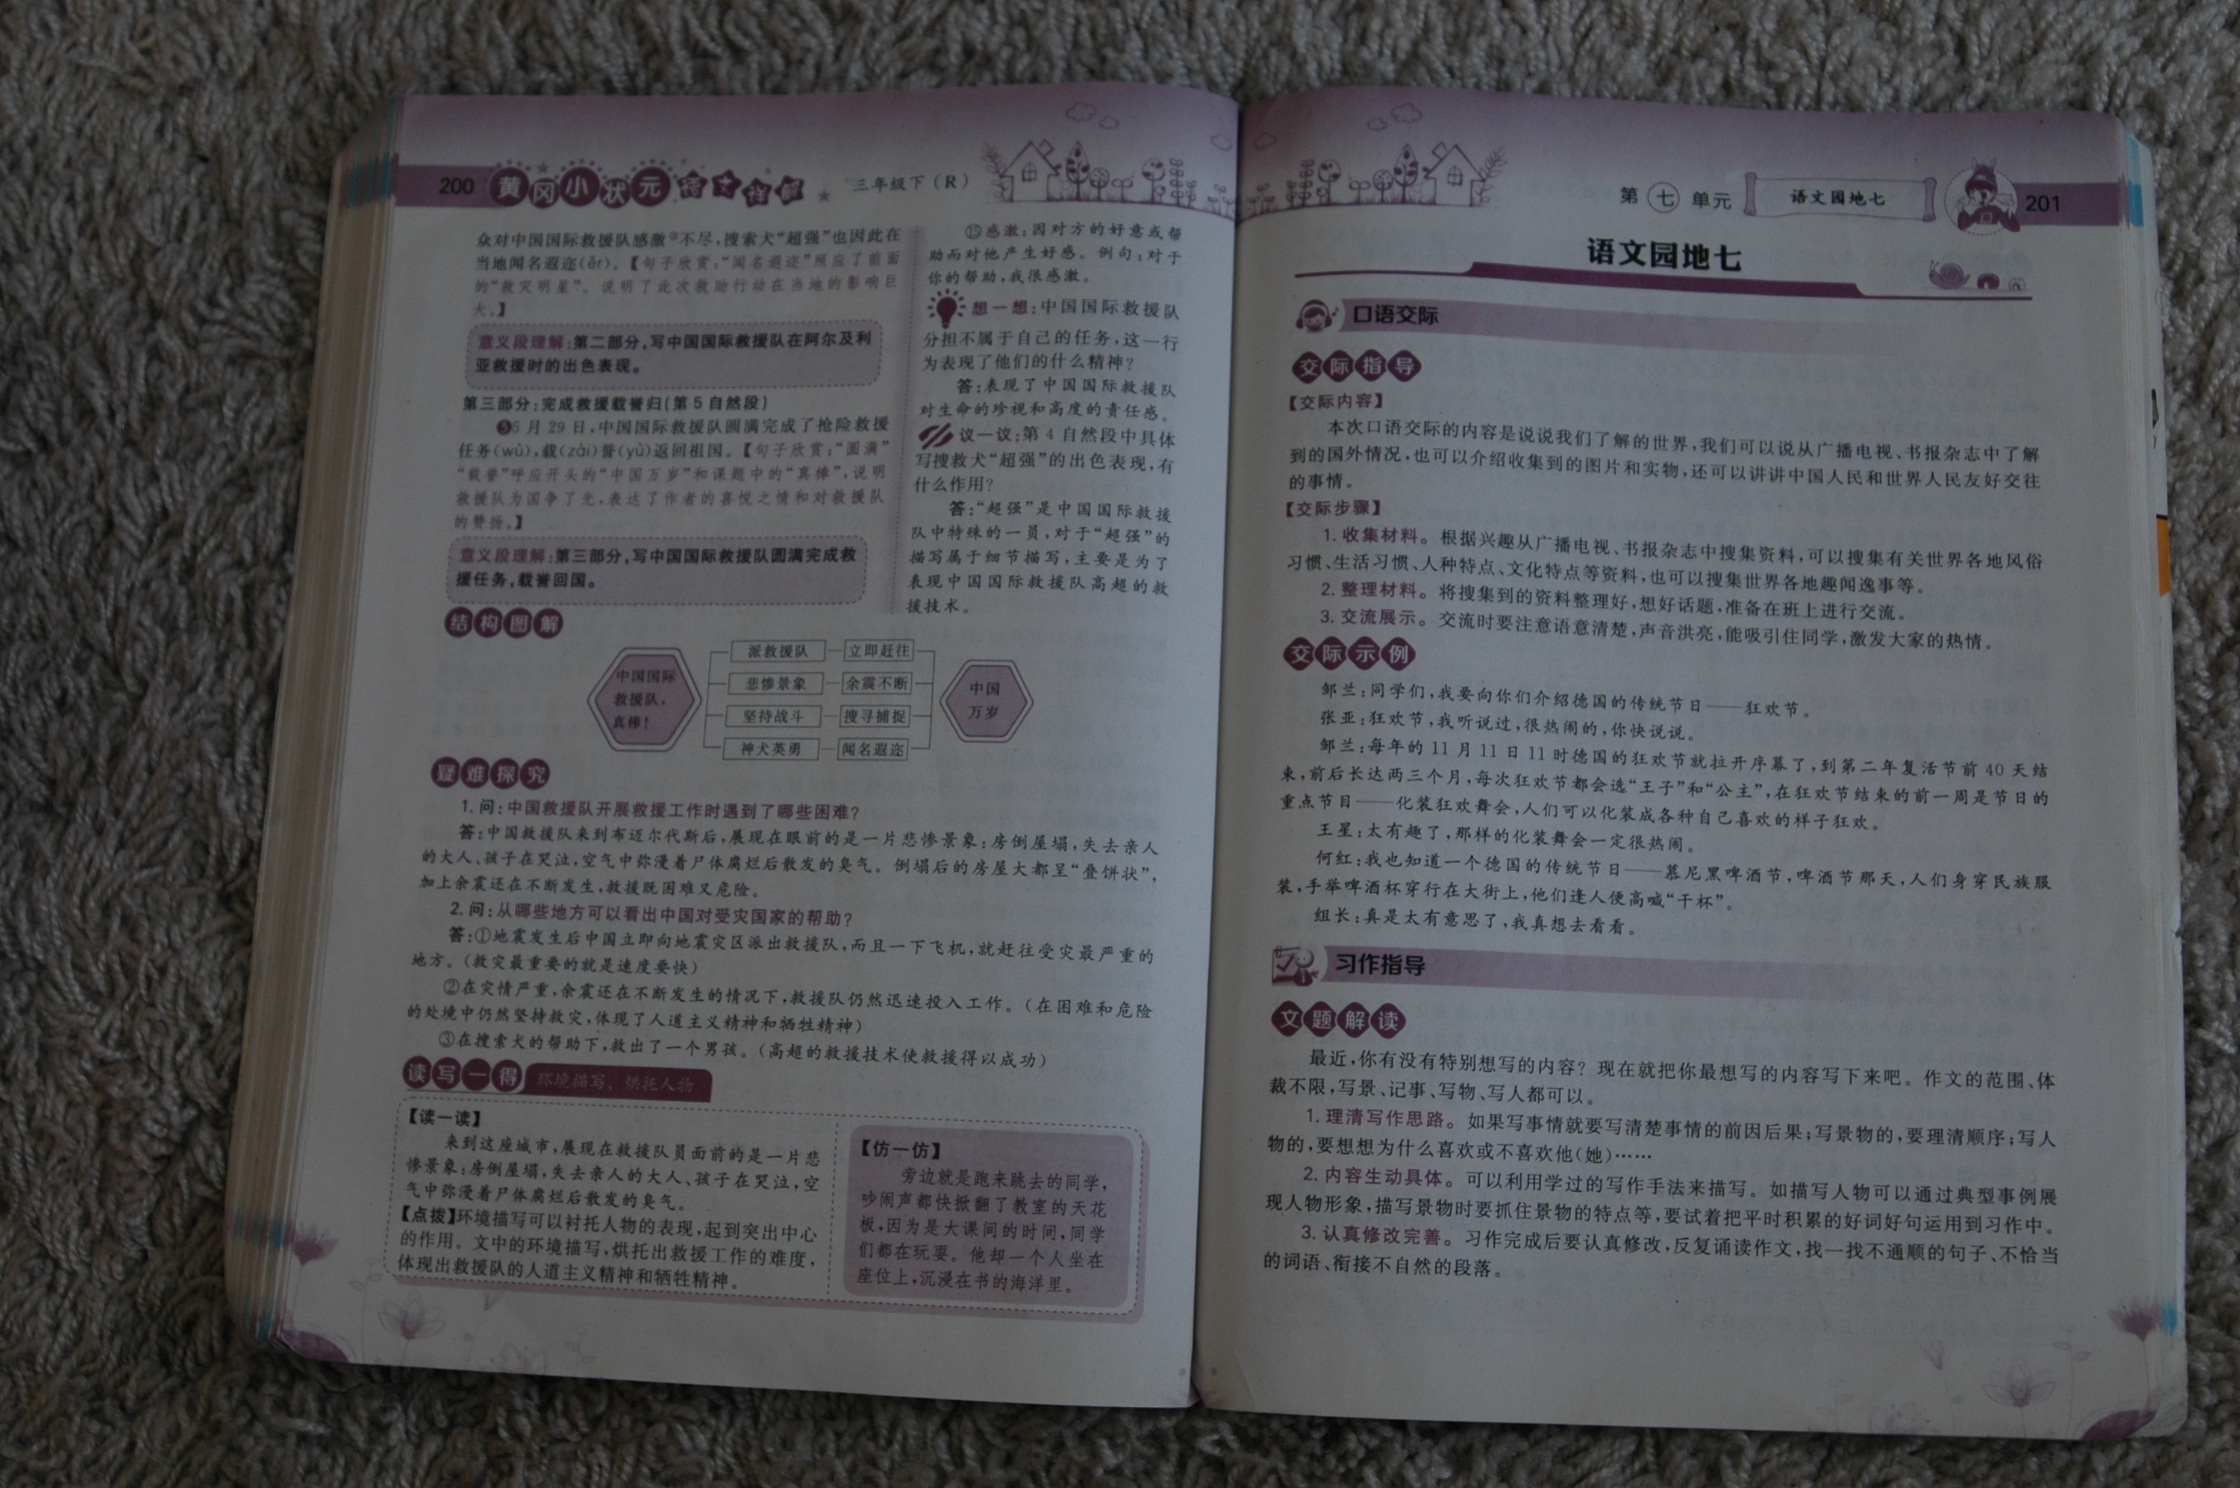 200 黄冈小状元 ★ 三年级下(R)
众对中国国际教援队感激⑮不尽,搜索犬“超强”也因此在
当地闻名遐迩(ěr)。【句子欣赏:“闻名遐迩”照应了前面
的“救灾明星”,说明了此次救助行动在当地的影响巨
大。】
意义段理解:第二部分,写中国国际救援队在阿尔及利
亚救援时的出色表现。
第三部分:完成救援载誉归(第5自然段)
❺5月29日,中国国际救援队圆满完成了抢险救援
任务(wù),载(zài)誉(yù)返回祖国。【句子欣赏:“圆满”
“载誉”呼应开头的“中国万岁”和课题中的“真棒”,说明
救援队为国争了光,表达了作者的喜悦之情和对救援队
的赞扬。】
意义段理解:第三部分,写中国国际救援队圆满完成救
援任务,载誉回国。
⑮感激:因对方的好意或帮
助而对他产生好感。例句:对于
你的帮助,我很感激。
想一想:中国国际救援队
分担不属于自己的任务,这一行
为表现了他们的什么精神?
答:表现了中国国际救援队
对生命的珍视和高度的责任感。
议一议:第4自然段中具体
写搜救犬“超强”的出色表现,有
什么作用?
答:“超强”是中国国际救援
队中特殊的一员,对于“超强”的
描写属于细节描写,主要是为了
表现中国国际救援队高超的救
援技术。
结构图解
中国国际
救援队,
真棒!
派救援队 立即赶往
悲惨景象 余震不断
坚持战斗 搜寻捕捉
神犬英勇 闻名遐迩
中国
万岁
疑难探究
1. 问:中国救援队开展救援工作时遇到了哪些困难?
答:中国救援队来到布迈尔代斯后,展现在眼前的是一片悲惨景象:房倒屋塌,失去亲人
的大人、孩子在哭泣,空气中弥漫着尸体腐烂后散发的臭气。倒塌后的房屋大都呈“叠饼状”,
加上余震还在不断发生,救援既困难又危险。
2. 问:从哪些地方可以看出中国对受灾国家的帮助?
答:①地震发生后中国立即向地震灾区派出救援队,而且一下飞机,就赶往受灾最严重的
地方。(救灾最重要的就是速度要快)
②在灾情严重,余震还在不断发生的情况下,救援队仍然迅速投入工作。(在困难和危险
的处境中仍然坚持救灾,体现了人道主义精神和牺牲精神)
③在搜索犬的帮助下,救出了一个男孩。(高超的救援技术使救援得以成功)
读写一得 环境描写,烘托人物
【读一读】
来到这座城市,展现在救援队员面前的是一片悲
惨景象:房倒屋塌,失去亲人的大人、孩子在哭泣,空
气中弥漫着尸体腐烂后散发的臭气。
【点拨】环境描写可以衬托人物的表现,起到突出中心
的作用。文中的环境描写,烘托出救援工作的难度,
体现出救援队的人道主义精神和牺牲精神。
【仿一仿】
旁边就是跑来跳去的同学,
吵闹声都快掀翻了教室的天花
板,因为是大课间的时间,同学
们都在玩耍。他却一个人坐在
座位上,沉浸在书的海洋里。
第七单元 语文园地七 201
语文园地七
口语交际
交际指导
【交际内容】
本次口语交际的内容是说说我们了解的世界,我们可以说从广播电视、书报杂志中了解
到的国外情况,也可以介绍收集到的图片和实物,还可以讲讲中国人民和世界人民友好交往
的事情。
【交际步骤】
1. 收集材料。根据兴趣从广播电视、书报杂志中搜集资料,可以搜集有关世界各地风俗
习惯、生活习惯、人种特点、文化特点等资料,也可以搜集世界各地趣闻逸事等。
2. 整理材料。将搜集到的资料整理好,想好话题,准备在班上进行交流。
3. 交流展示。交流时要注意语意清楚,声音洪亮,能吸引住同学,激发大家的热情。
交际示例
邹兰:同学们,我要向你们介绍德国的传统节日——狂欢节。
张亚:狂欢节,我听说过,很热闹的,你快说说。
邹兰:每年的11月11日11时德国的狂欢节就拉开序幕了,到第二年复活节前40天结
束,前后长达两三个月,每次狂欢节都会选“王子”和“公主”,在狂欢节结束的前一周是节日的
重点节目——化装狂欢舞会,人们可以化装成各种自己喜欢的样子狂欢。
王星:太有趣了,那样的化装舞会一定很热闹。
何红:我也知道一个德国的传统节日——慕尼黑啤酒节,啤酒节那天,人们身穿民族服
装,手举啤酒杯穿行在大街上,他们逢人便高喊“干杯”。
组长:真是太有意思了,我真想去看看。
习作指导
文题解读
最近,你有没有特别想写的内容?现在就把你最想写的内容写下来吧。作文的范围、体
裁不限,写景、记事、写物、写人都可以。
1. 理清写作思路。如果写事情就要写清楚事情的前因后果;写景物的,要理清顺序;写人
物的,要想想为什么喜欢或不喜欢他(她)……
2. 内容生动具体。可以利用学过的写作手法来描写。如描写人物可以通过典型事例展
现人物形象,描写景物时要抓住景物的特点等,要试着把平时积累的好词好句运用到习作中。
3. 认真修改完善。习作完成后要认真修改,反复诵读作文,找一找不通顺的句子、不恰当
的词语、衔接不自然的段落。